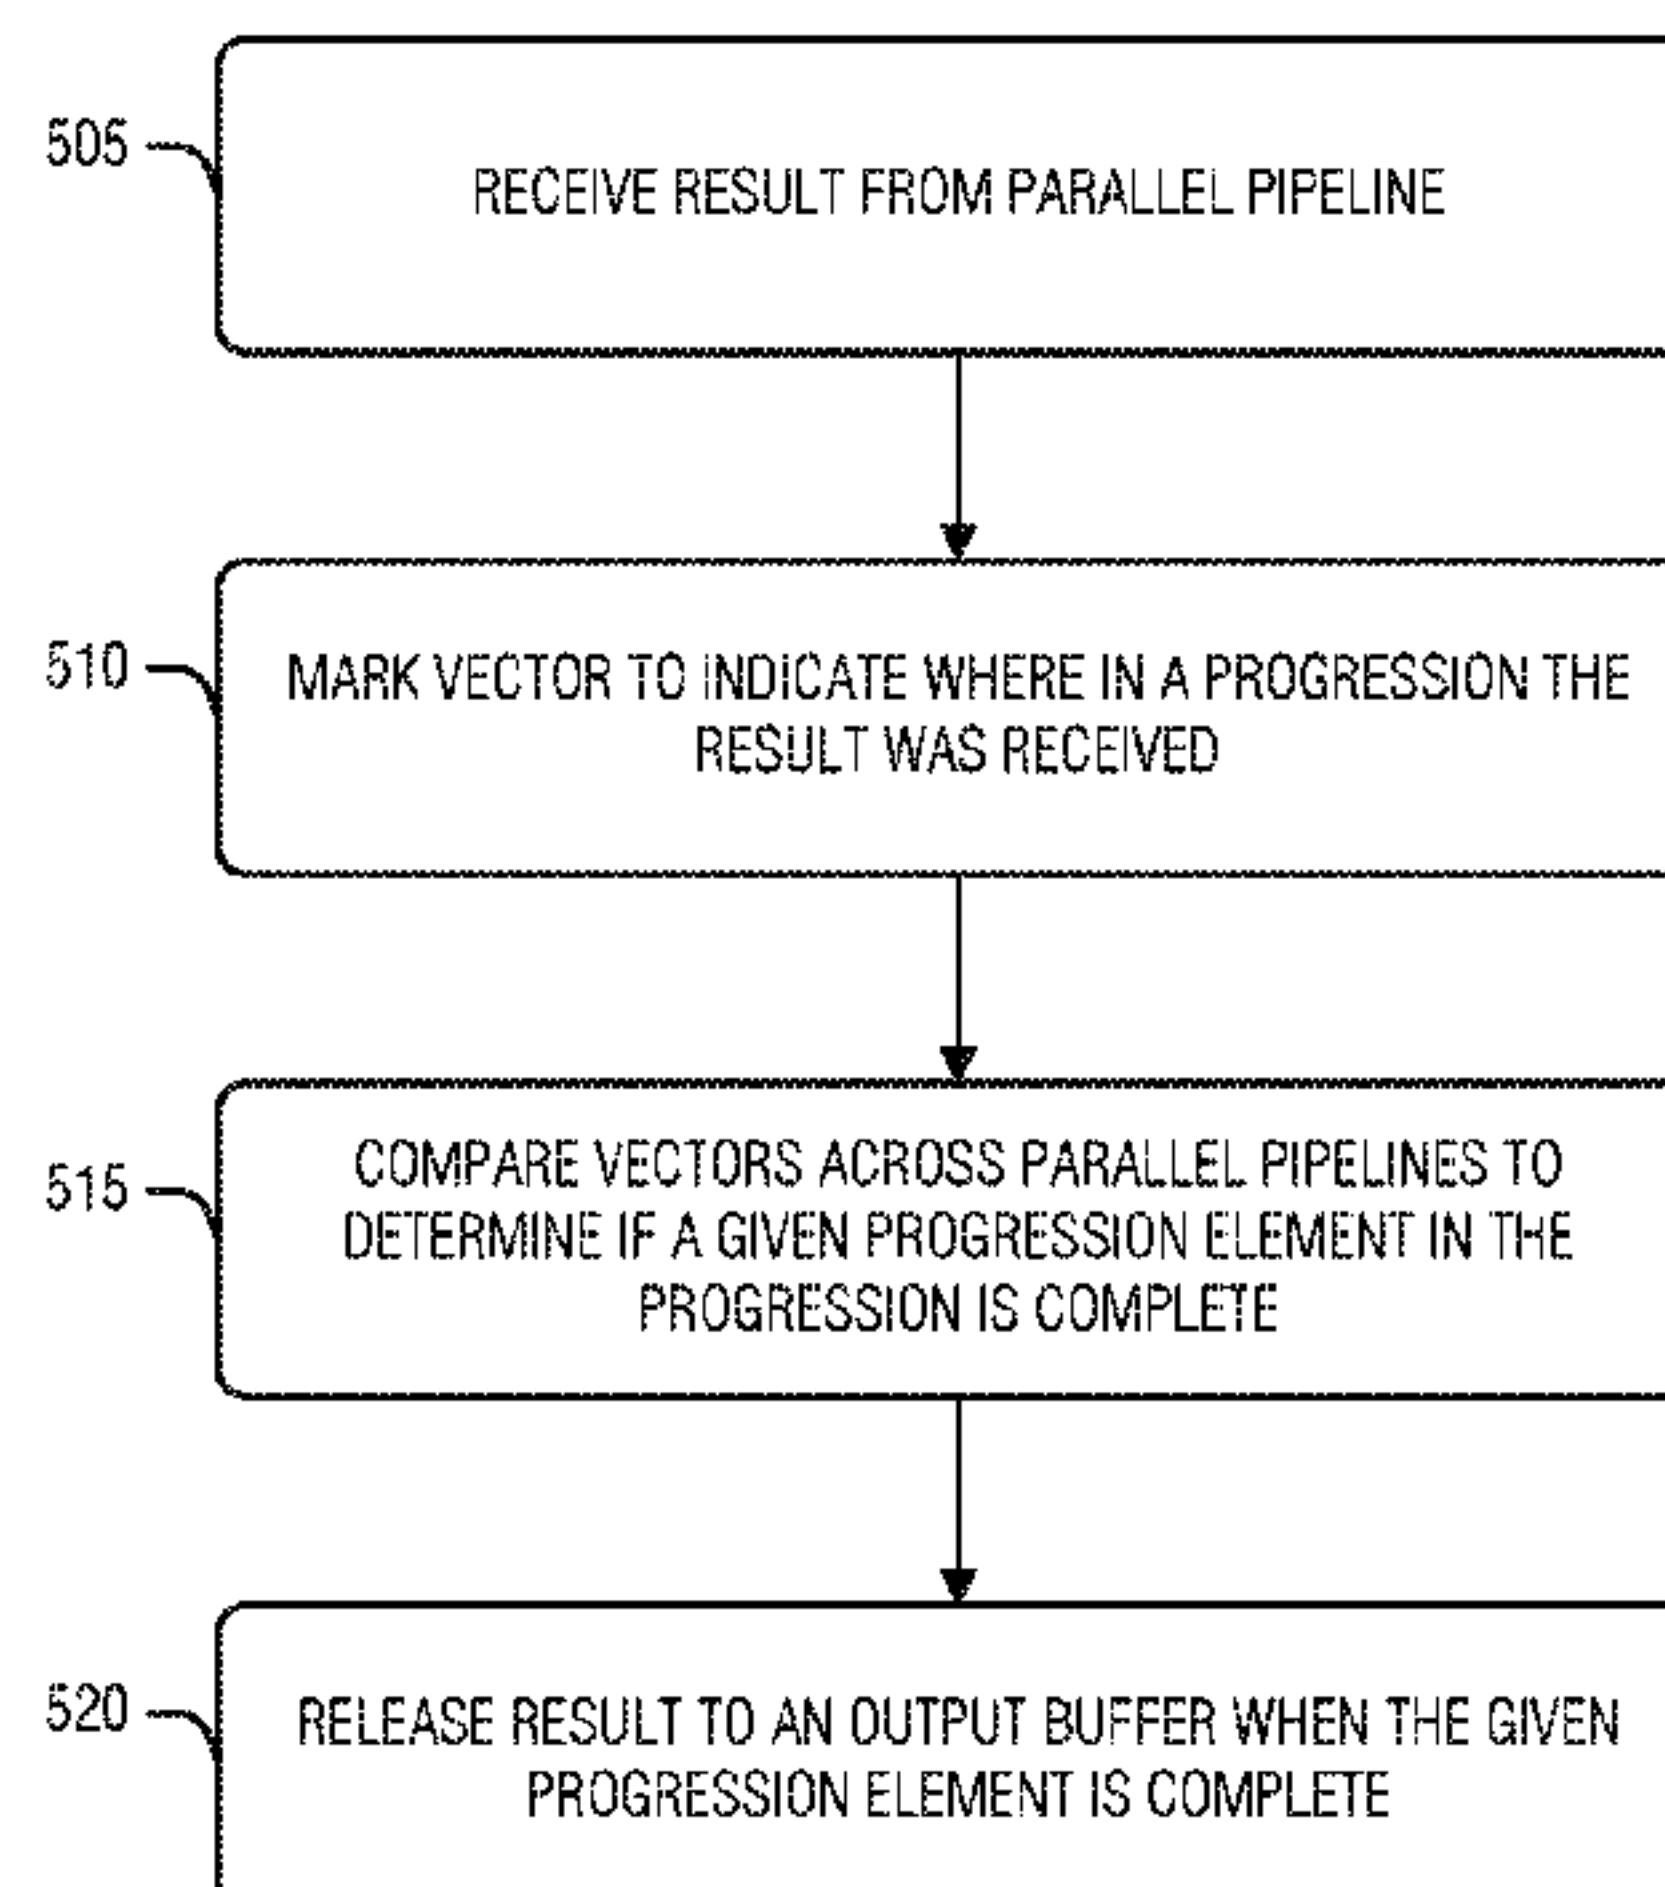 505
RECEIVE RESULT FROM PARALLEL PIPELINE
510
MARK VECTOR TO INDICATE WHERE IN A PROGRESSION THE
RESULT WAS RECEIVED
515
COMPARE VECTORS ACROSS PARALLEL PIPELINES TO
DETERMINE IF A GIVEN PROGRESSION ELEMENT IN THE
PROGRESSION IS COMPLETE
520
RELEASE RESULT TO AN OUTPUT BUFFER WHEN THE GIVEN
PROGRESSION ELEMENT IS COMPLETE